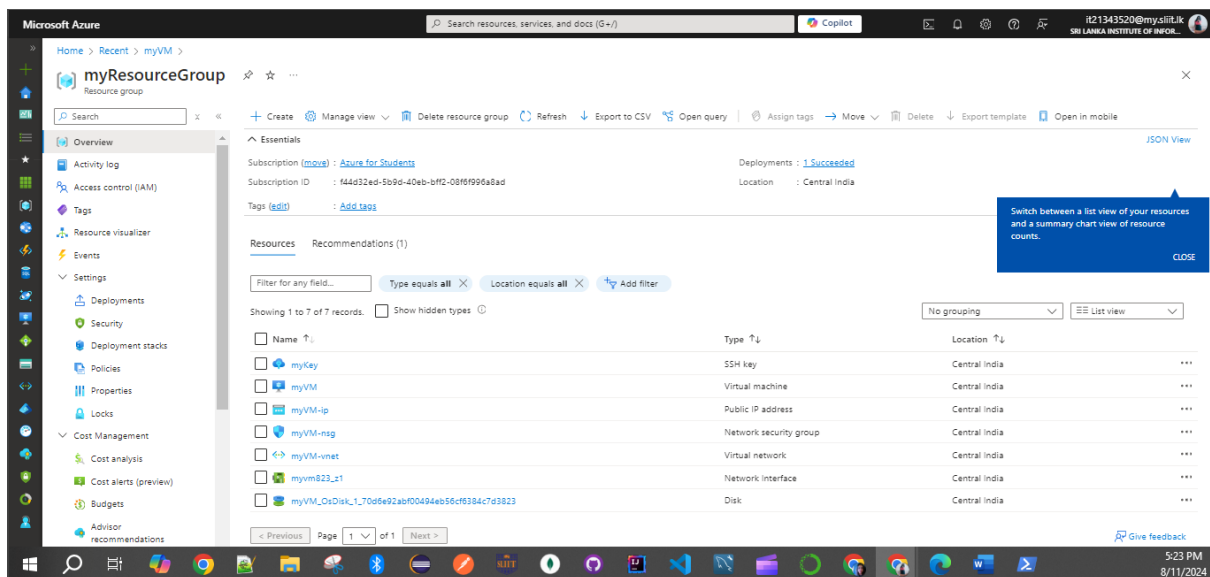 Microsoft Azure
Search resources, services, and docs (G+/)
Copilot
it21343520@my.sliit.lk
SRI LANKA INSTITUTE OF INFOR...
Home > Recent > myVM >
myResourceGroup
Resource group
Search
Overview
Activity log
Access control (IAM)
Tags
Resource visualizer
Events
Settings
Deployments
Security
Deployment stacks
Policies
Properties
Locks
Cost Management
Cost analysis
Cost alerts (preview)
Budgets
Advisor
recommendations
Create Manage view Delete resource group Refresh Export to CSV Open query Assign tags Move Delete Export template Open in mobile
Essentials JSON View
Subscription (move) : Azure for Students Deployments : 1 Succeeded
Subscription ID : f44d32ed-5b9d-40eb-bff2-08f6f996a8ad Location : Central India
Tags (edit) : Add tags
Switch between a list view of your resources
and a summary chart view of resource
counts.
CLOSE
Resources Recommendations (1)
Filter for any field... Type equals all Location equals all Add filter
Showing 1 to 7 of 7 records. Show hidden types No grouping List view
Name Type Location
myKey SSH key Central India
myVM Virtual machine Central India
myVM-ip Public IP address Central India
myVM-nsg Network security group Central India
myVM-vnet Virtual network Central India
myvm823_z1 Network Interface Central India
myVM_OsDisk_1_70d6e92abf00494eb56cf6384c7d3823 Disk Central India
< Previous Page 1 of 1 Next > Give feedback
SLIIT
5:23 PM
8/11/2024